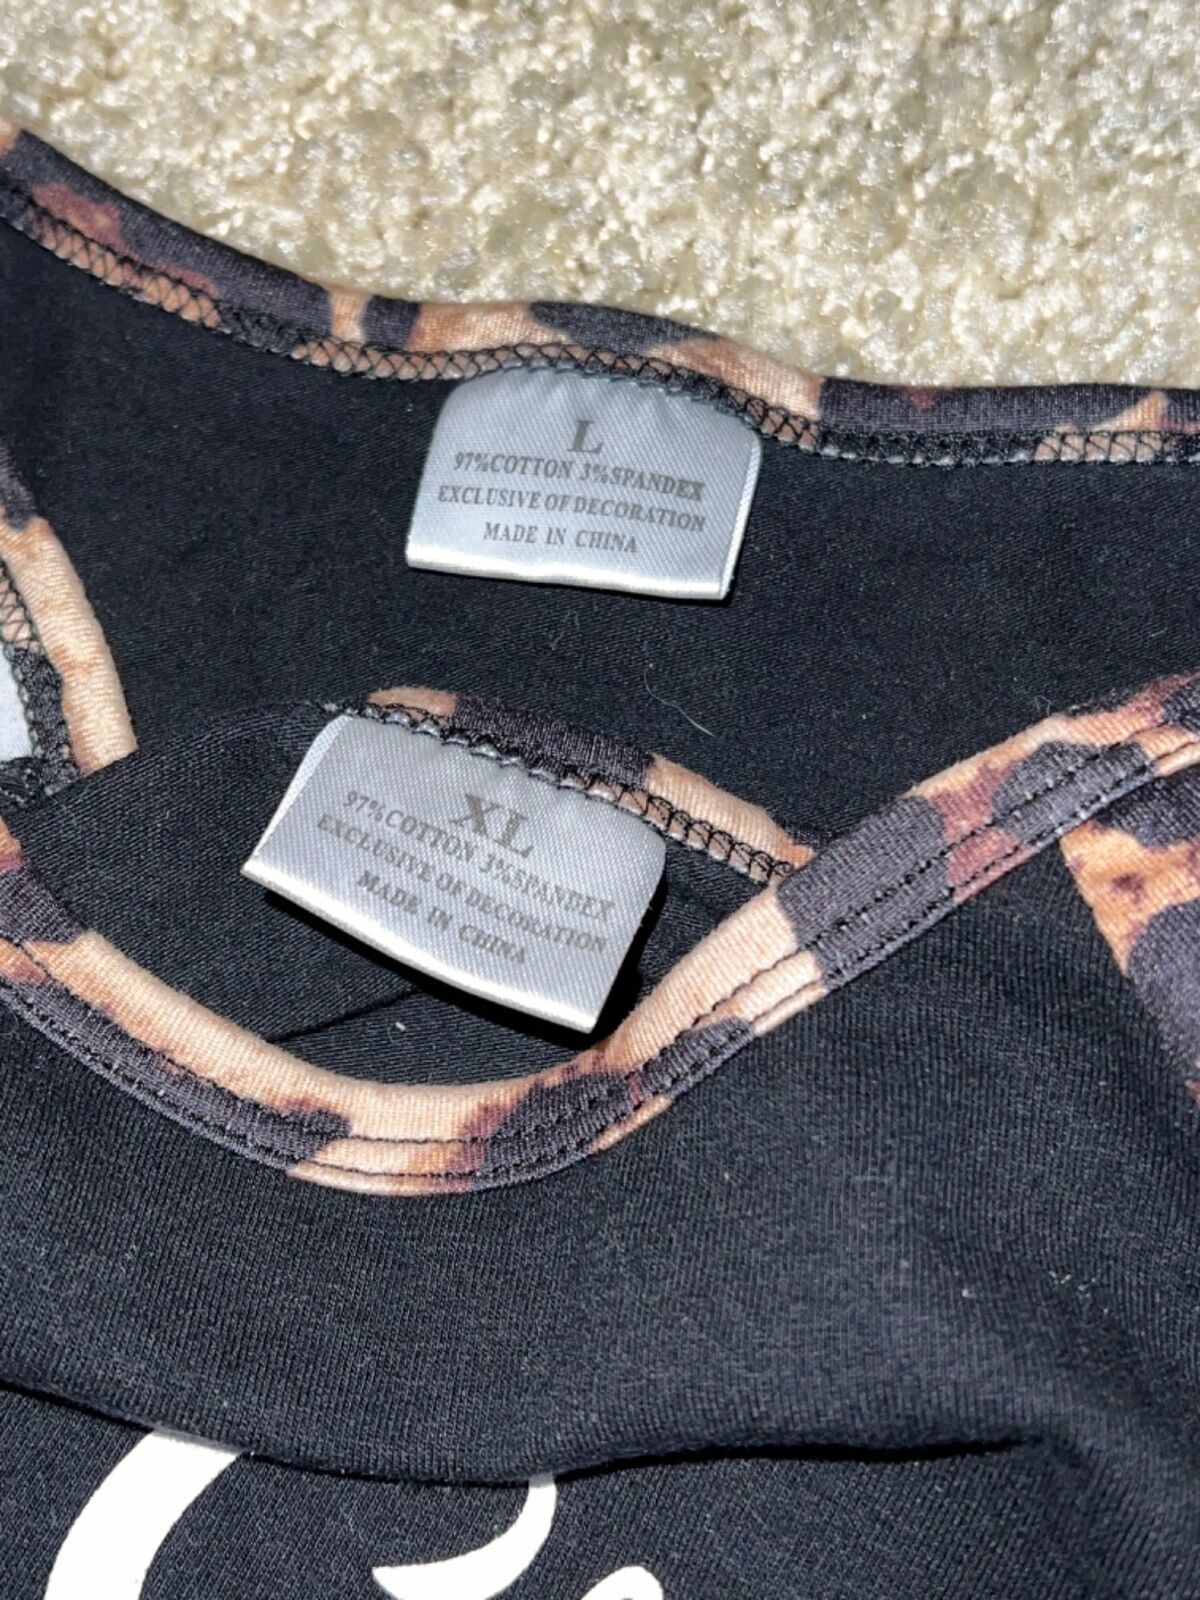 L
97%COTTON 3%SPANDEX
EXCLUSIVE OF DECORATION
MADE IN CHINA
XL
97%COTTON 3%SPANDEX
EXCLUSIVE OF DECORATION
MADE IN CHINA